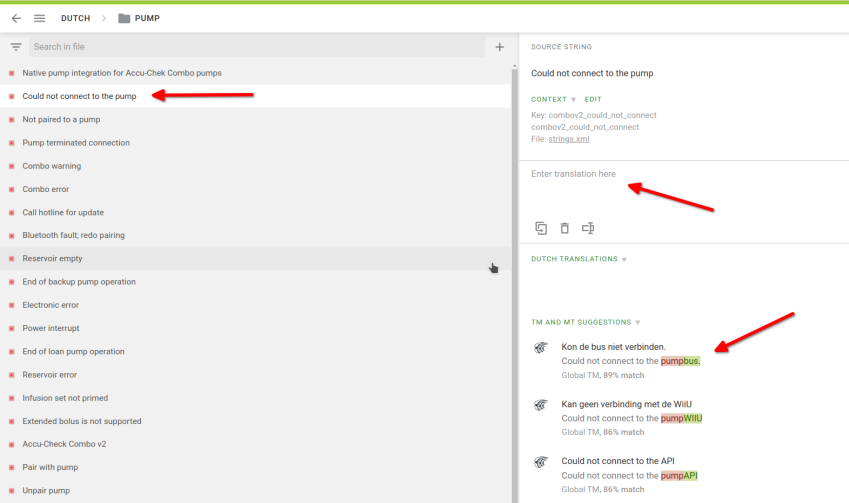 DUTCH > PUMP
Search in file
Native pump integration for Accu-Chek Combo pumps
Could not connect to the pump
Not paired to a pump
Pump terminated connection
Combo warning
Combo error
Call hotline for update
Bluetooth fault; redo pairing
Reservoir empty
End of backup pump operation
Electronic error
Power interrupt
End of loan pump operation
Reservoir error
Infusion set not primed
Extended bolus is not supported
Accu-Check Combo v2
Pair with pump
Unpair pump
SOURCE STRING
Could not connect to the pump
CONTEXT EDIT
Key: combov2_could_not_connect
combov2_could_not_connect
File: strings.xml
Enter translation here
DUTCH TRANSLATIONS
TM AND MT SUGGESTIONS
Kon de bus niet verbinden.
Could not connect to the pumpbus.
Global TM, 89% match
Kan geen verbinding met de WiiU
Could not connect to the pumpWIIU
Global TM, 86% match
Could not connect to the API
Could not connect to the pumpAPI
Global TM, 86% match